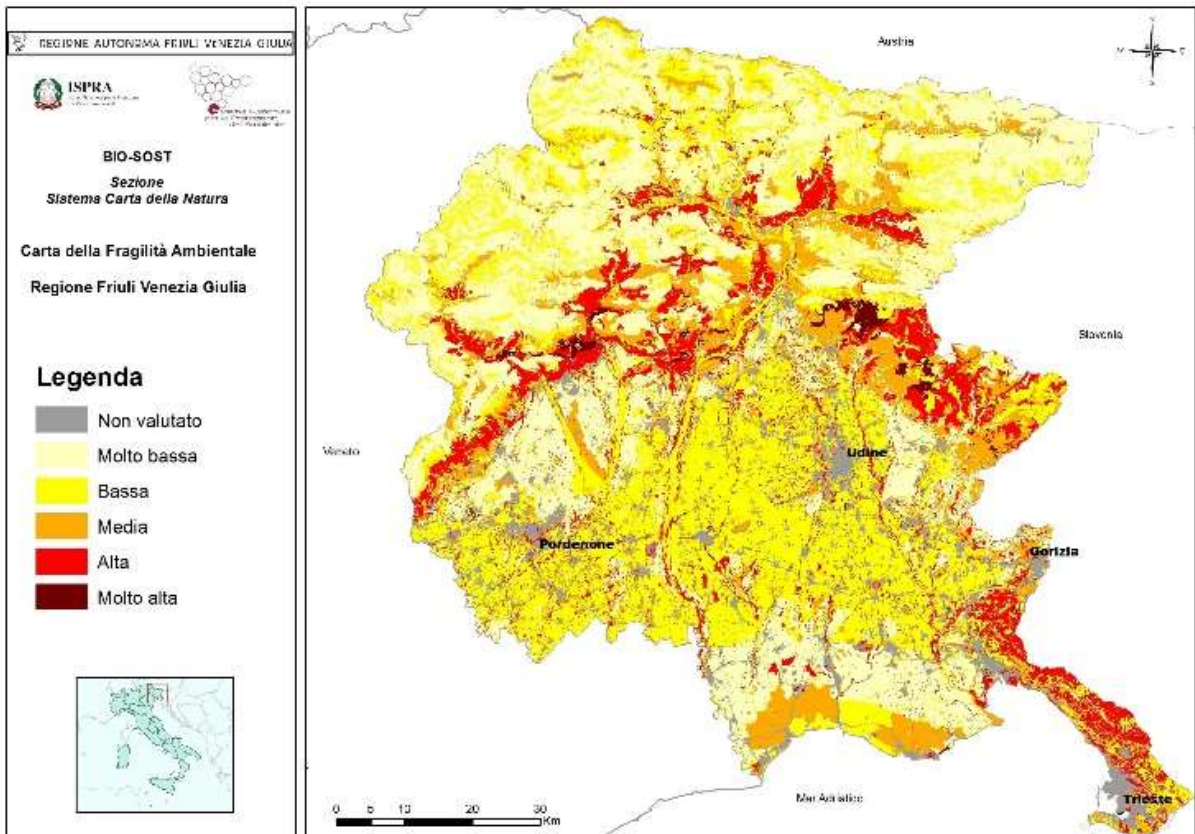 REGIONE AUTONOMA FRIULI VENEZIA GIULIA
ISPRA
BIO-SOST
Sezione
Sistema Carta della Natura
Carta della Fragilità Ambientale
Regione Friuli Venezia Giulia
Legenda
Non valutato
Molto bassa
Bassa
Media
Alta
Molto alta
Austria
Slovenia
Veneto
Udine
Pordenone
Gorizia
Trieste
Mar Adriatico
0 5 10 20 30
Km